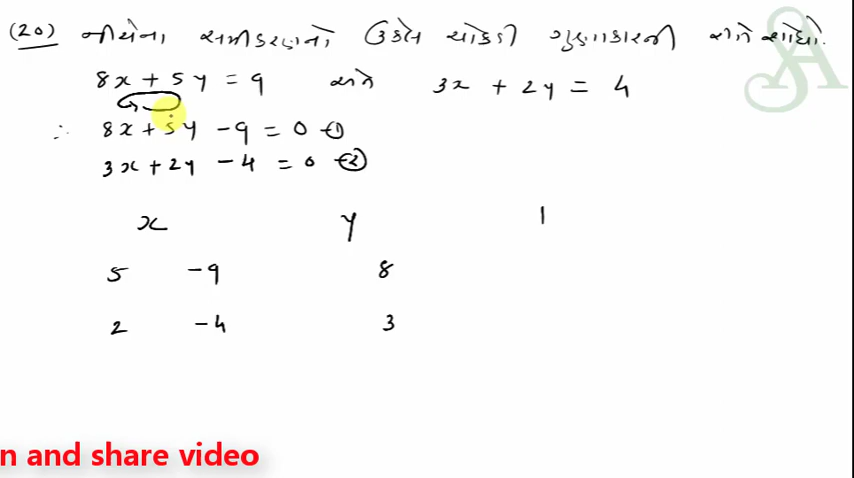 (20) નીચેના સમીકરણનો ઉકેલ ચોકડી ગુણાકારની રીતે શોધો.
8x + 5y = 9 અને 3x + 2y = 4
∴ 8x + 5y - 9 = 0 -①
3x + 2y - 4 = 0 -②
x y 1
5 -9 8
2 -4 3
n and share video